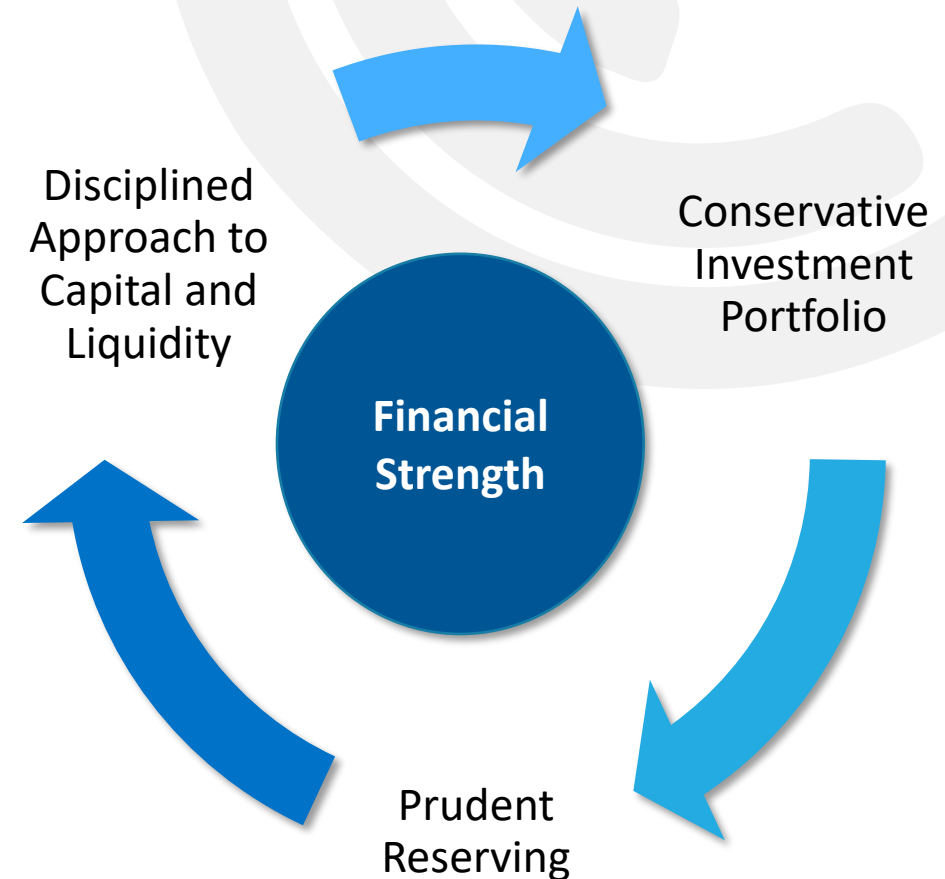 Disciplined
Approach to
Capital and
Liquidity
Conservative
Investment
Portfolio
Financial
Strength
Prudent
Reserving